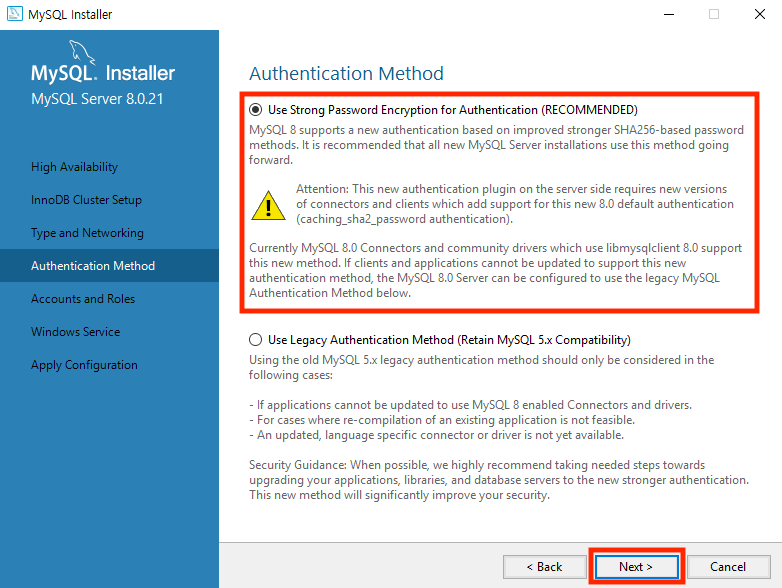 MySQL Installer
MySQL. Installer
MySQL Server 8.0.21
High Availability
InnoDB Cluster Setup
Type and Networking
Authentication Method
Accounts and Roles
Windows Service
Apply Configuration
Authentication Method
Use Strong Password Encryption for Authentication (RECOMMENDED)
MySQL 8 supports a new authentication based on improved stronger SHA256-based password
methods. It is recommended that all new MySQL Server installations use this method going
forward.
Attention: This new authentication plugin on the server side requires new versions
of connectors and clients which add support for this new 8.0 default authentication
(caching_sha2_password authentication).
Currently MySQL 8.0 Connectors and community drivers which use libmysqlclient 8.0 support
this new method. If clients and applications cannot be updated to support this new
authentication method, the MySQL 8.0 Server can be configured to use the legacy MySQL
Authentication Method below.
Use Legacy Authentication Method (Retain MySQL 5.x Compatibility)
Using the old MySQL 5.x legacy authentication method should only be considered in the
following cases:
- If applications cannot be updated to use MySQL 8 enabled Connectors and drivers.
- For cases where re-compilation of an existing application is not feasible.
- An updated, language specific connector or driver is not yet available.
Security Guidance: When possible, we highly recommend taking needed steps towards
upgrading your applications, libraries, and database servers to the new stronger authentication.
This new method will significantly improve your security.
< Back
Next >
Cancel